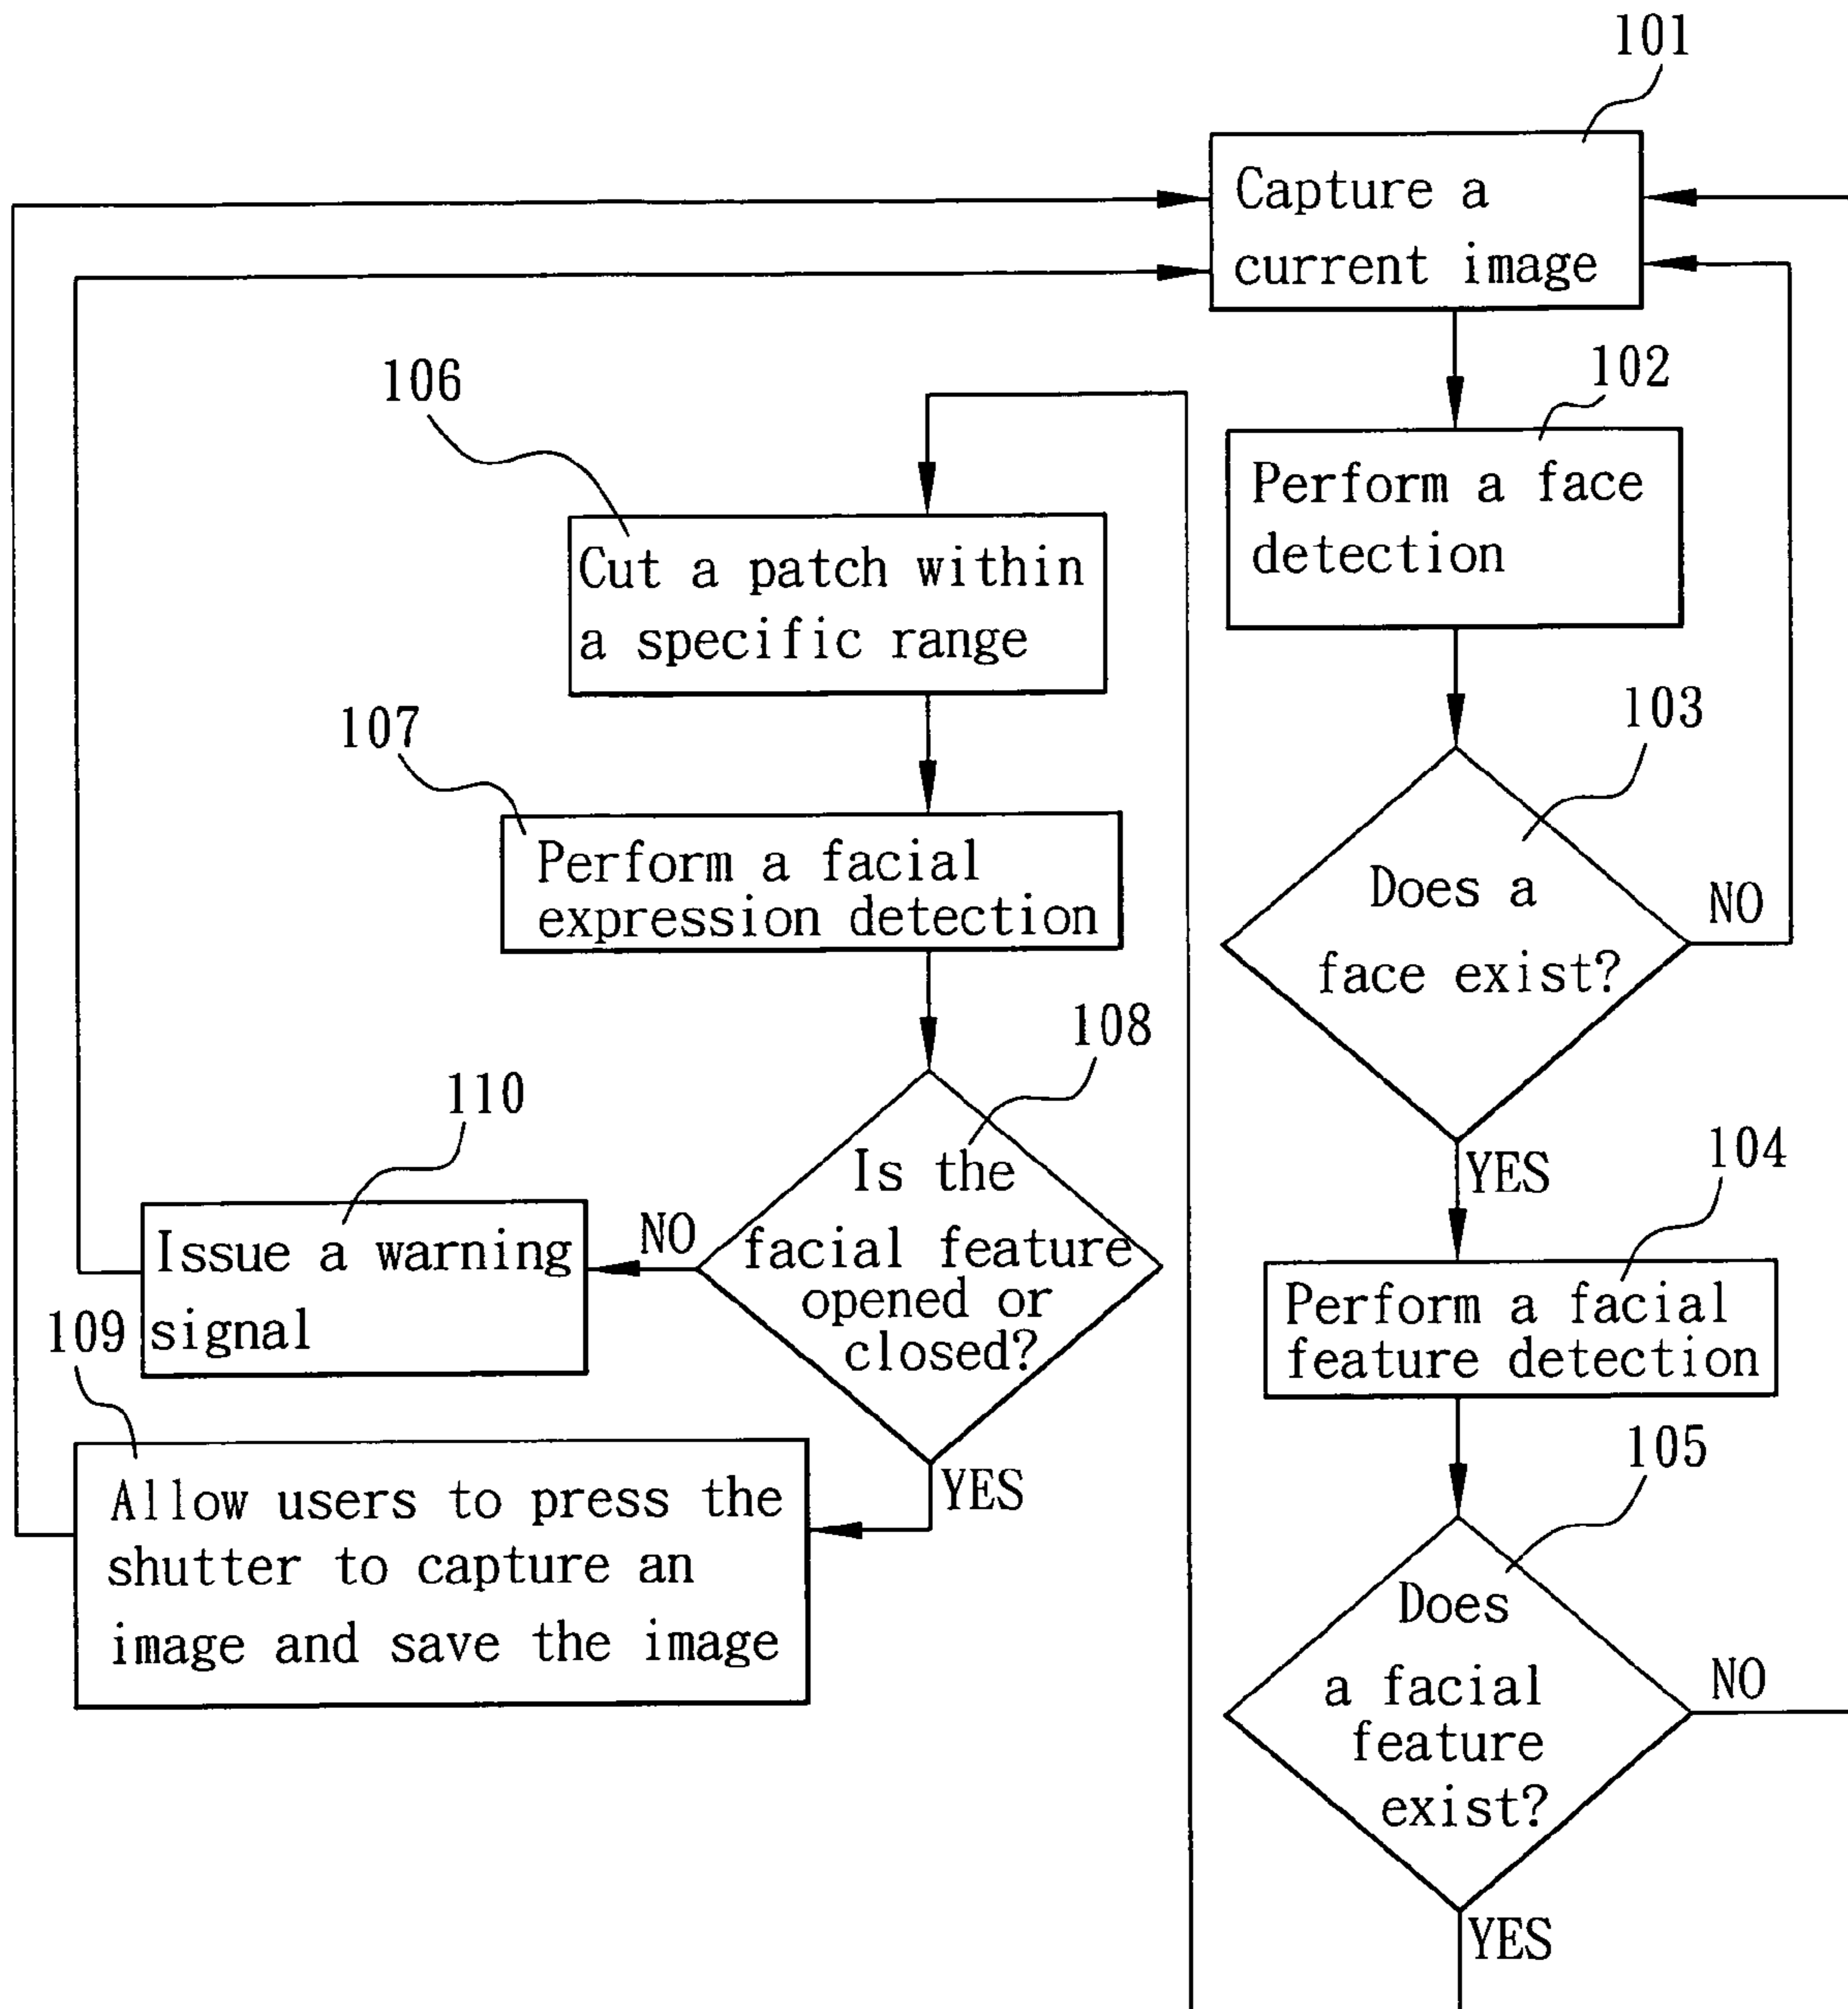 101
Capture a
current image
102
Perform a face
detection
103
Does a
face exist?
NO
YES
104
Perform a facial
feature detection
105
Does
a facial
feature
exist?
NO
YES
106
Cut a patch within
a specific range
107
Perform a facial
expression detection
108
Is the
facial feature
opened or
closed?
NO
YES
110
Issue a warning
signal
109
Allow users to press the
shutter to capture an
image and save the image